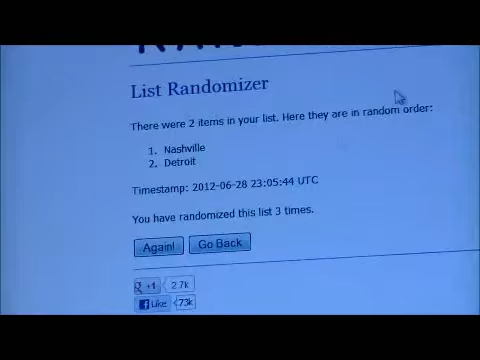 List Randomizer
There were 2 items in your list. Here they are in random order:
1. Nashville
2. Detroit
Timestamp: 2012-06-28 23:05:44 UTC
You have randomized this list 3 times.
Again! Go Back
g +1 2.7k
Like 73k